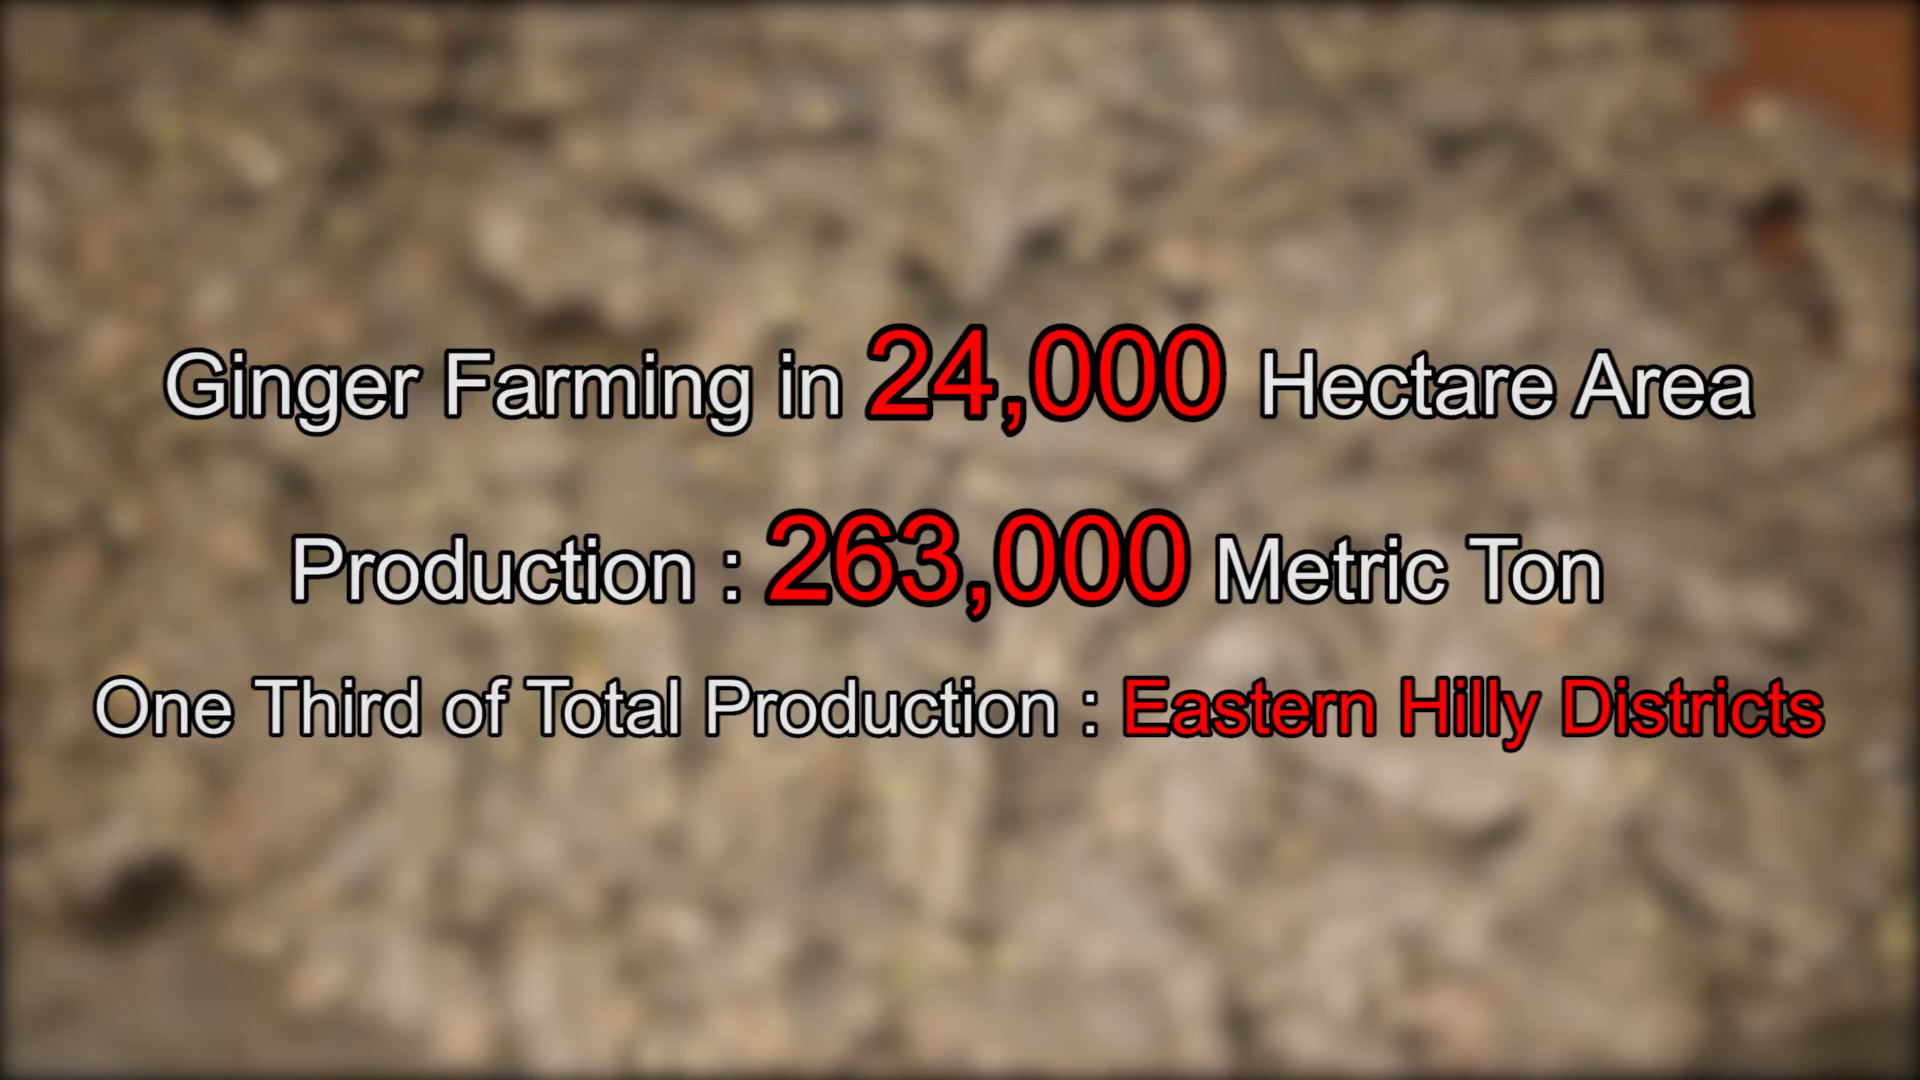 Ginger Farming in 24,000 Hectare Area
Production : 263,000 Metric Ton
One Third of Total Production : Eastern Hilly Districts